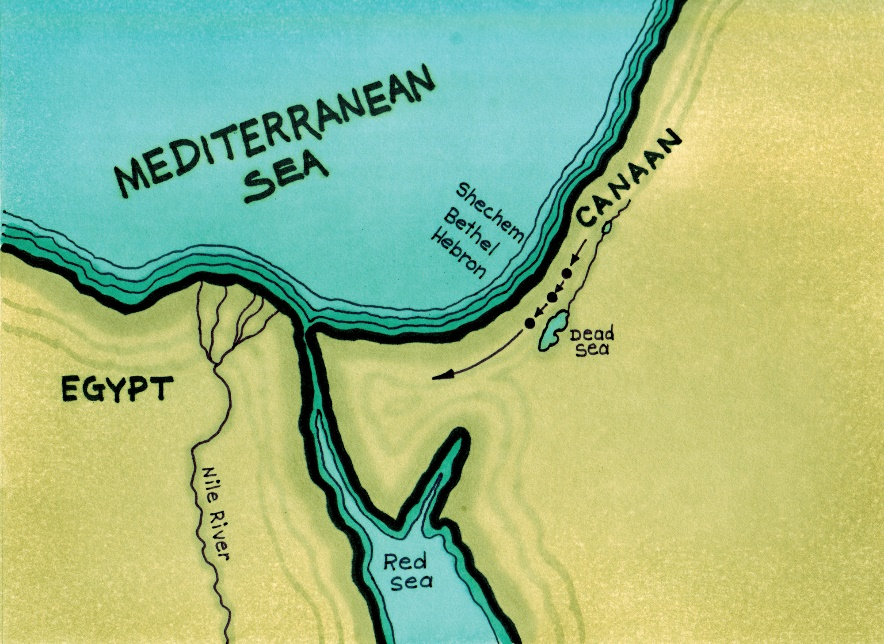 MEDITERRANEAN
SEA
CANAAN
Shechem
Bethel
Hebron
Dead
Sea
EGYPT
Nile River
Red
Sea